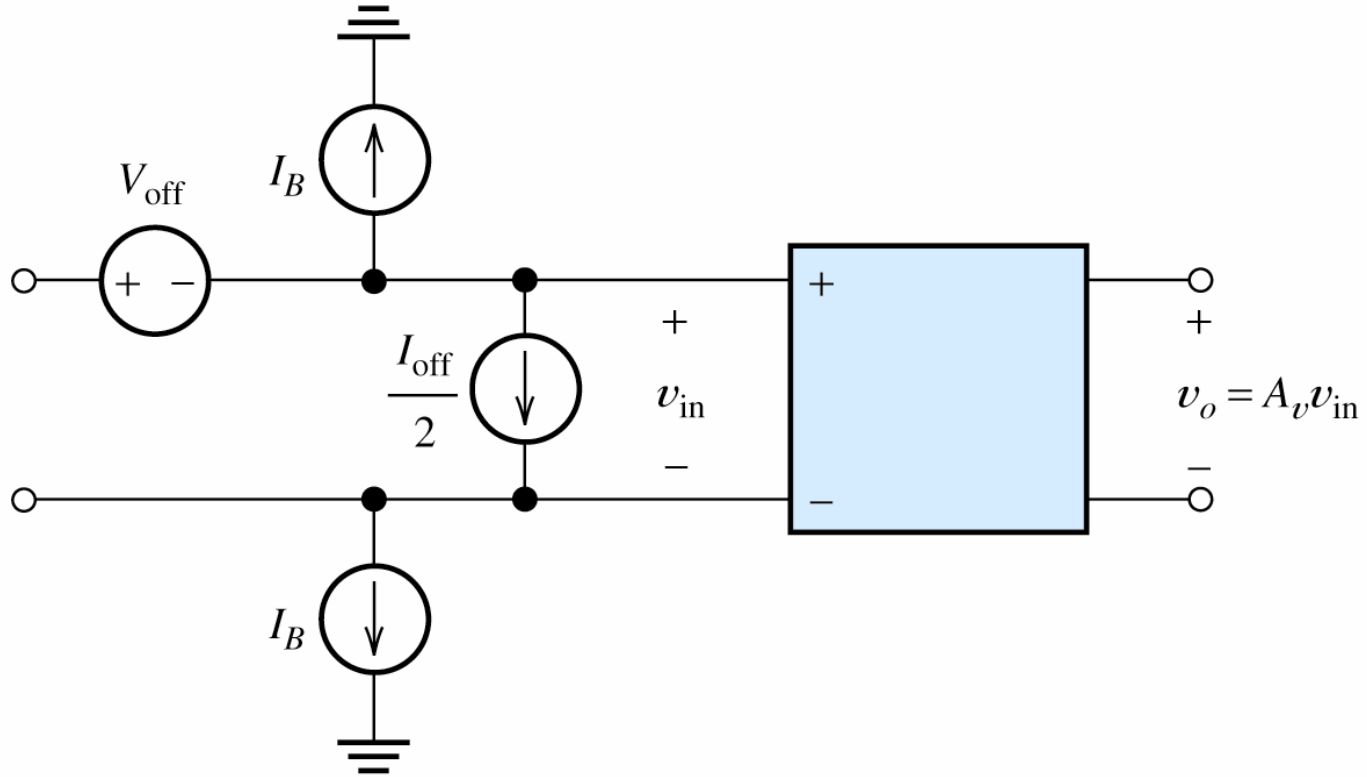 I_B
V_off
+ −
+
+
+
I_off
2
v_in
v_o = A_v v_in
−
−
−
I_B